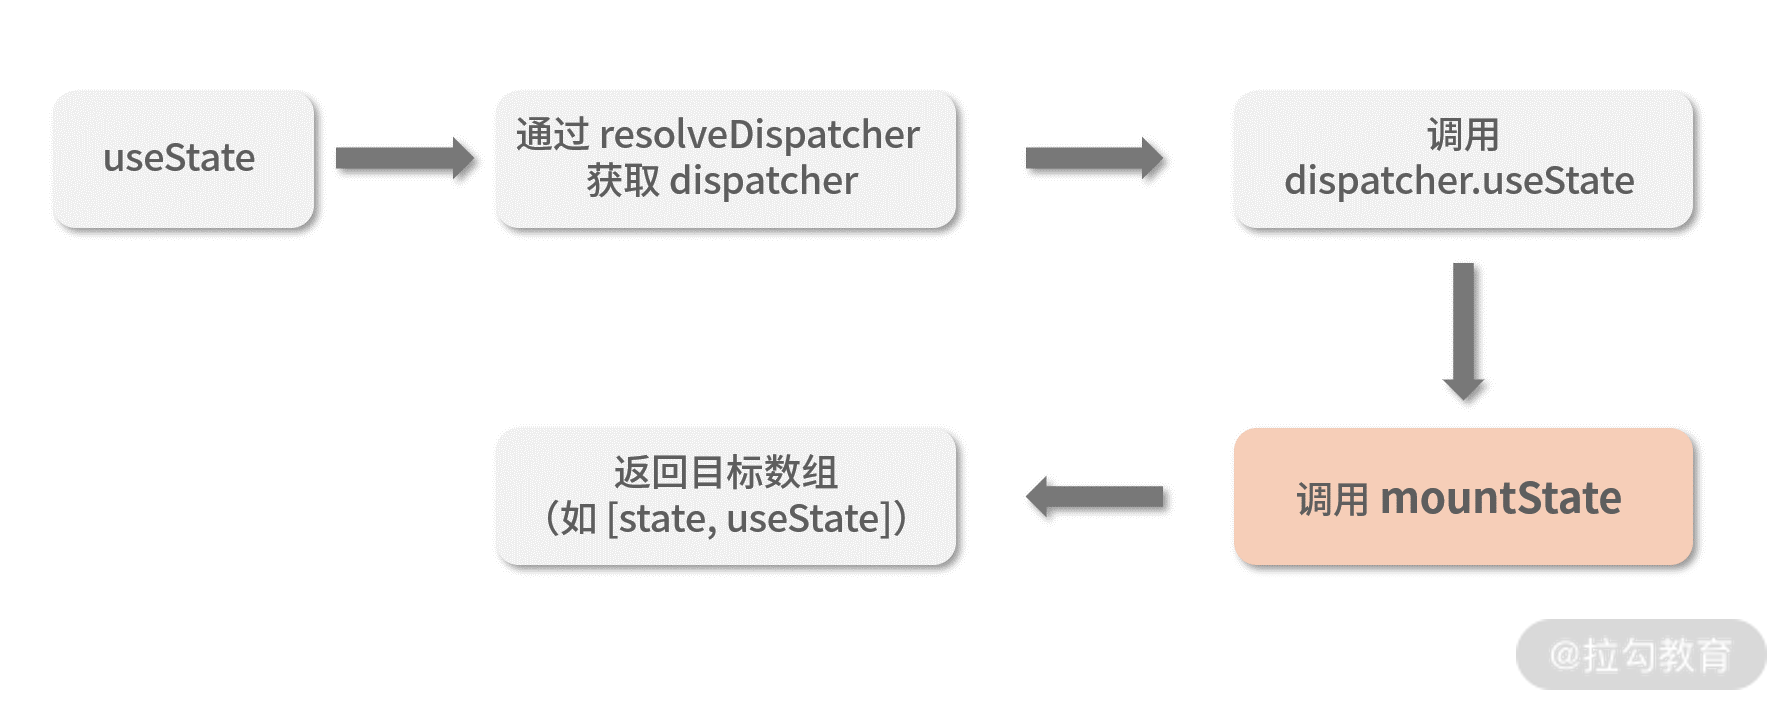 useState
通过 resolveDispatcher
获取 dispatcher
调用
dispatcher.useState
调用 mountState
返回目标数组
（如 [state, useState]）
@拉勾教育